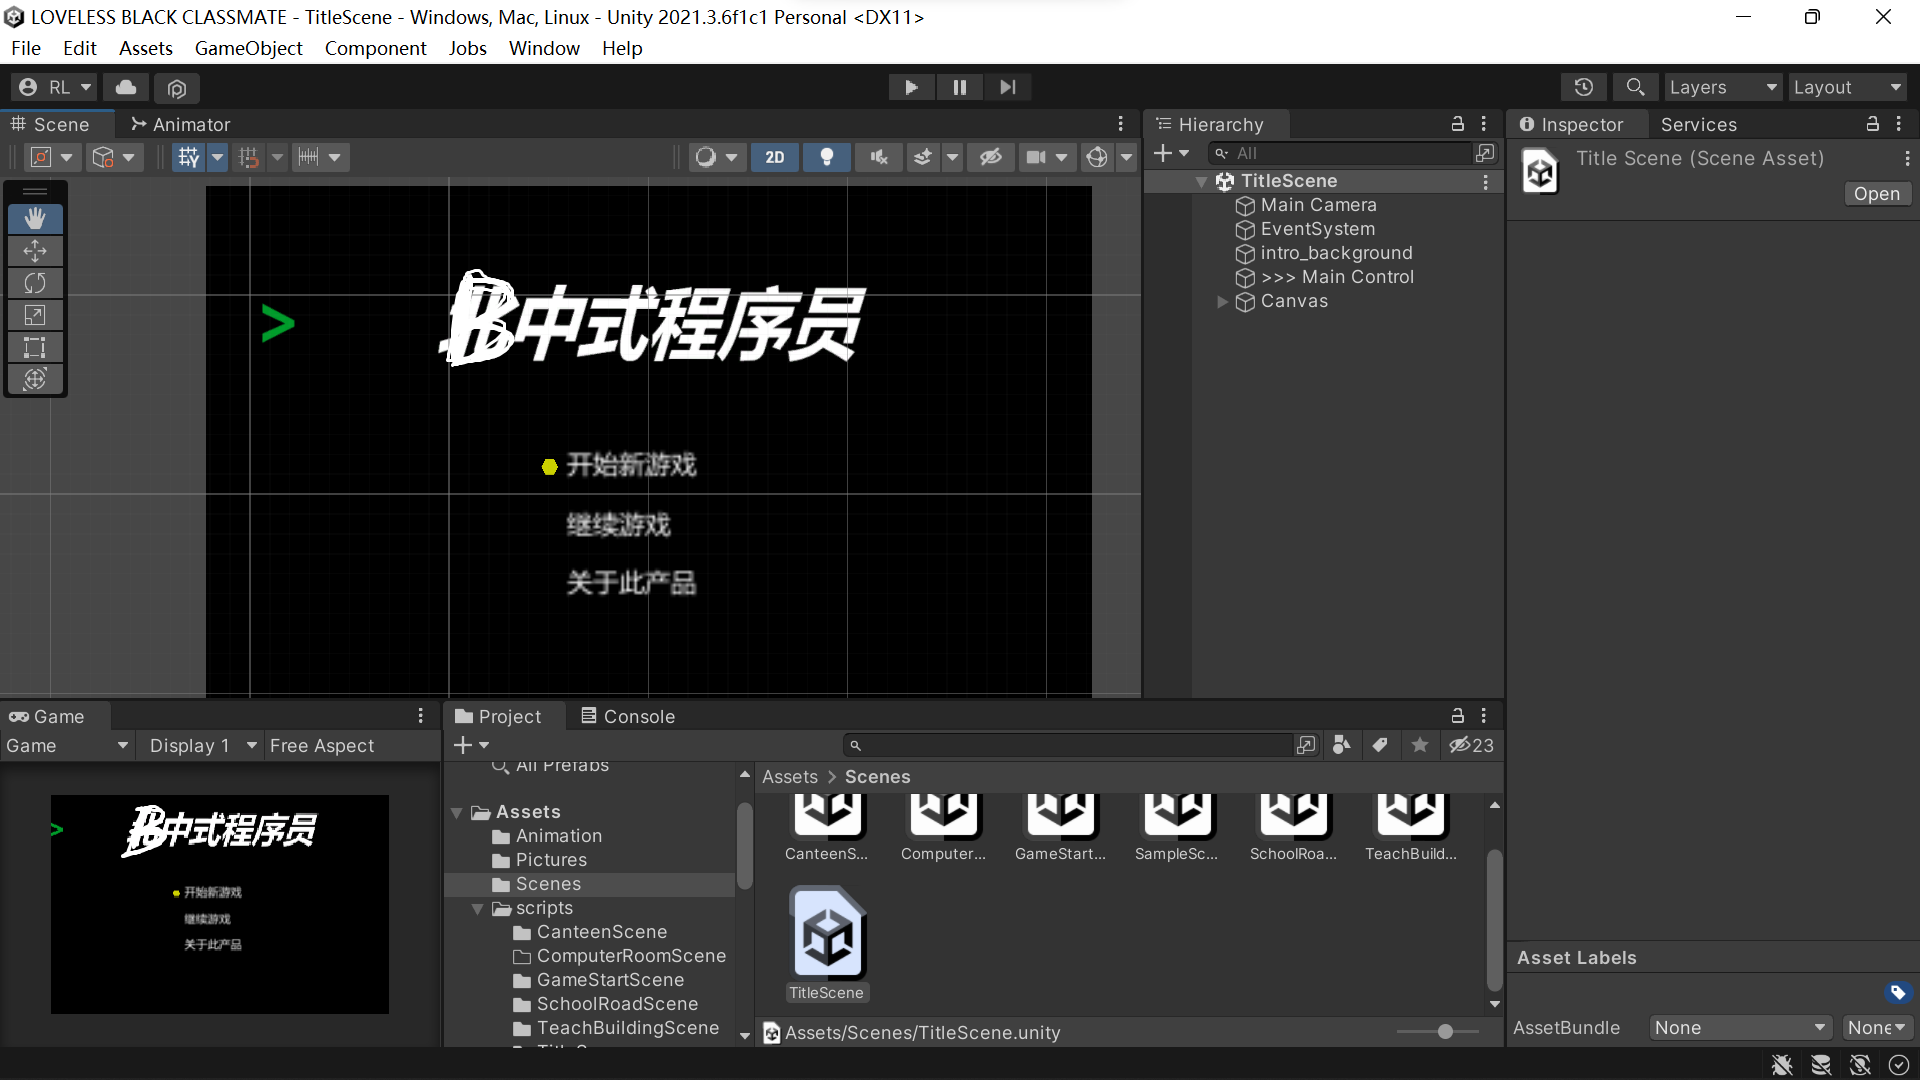 LOVELESS BLACK CLASSMATE - TitleScene - Windows, Mac, Linux - Unity 2021.3.6f1c1 Personal <DX11>
File Edit Assets GameObject Component Jobs Window Help
RL Layers Layout
Scene Animator
2D
中式程序员
开始新游戏
继续游戏
关于此产品
Hierarchy
All
TitleScene
Main Camera
EventSystem
intro_background
>>> Main Control
Canvas
Inspector Services
Title Scene (Scene Asset)
Open
Game
Game Display 1 Free Aspect
>
中式程序员
开始新游戏
继续游戏
关于此产品
Project Console
23
All Prefabs
Assets
Animation
Pictures
Scenes
scripts
CanteenScene
ComputerRoomScene
GameStartScene
SchoolRoadScene
TeachBuildingScene
Assets > Scenes
CanteenS... Computer... GameStart... SampleSc... SchoolRoa... TeachBuild...
TitleScene
Assets/Scenes/TitleScene.unity
Asset Labels
AssetBundle None None